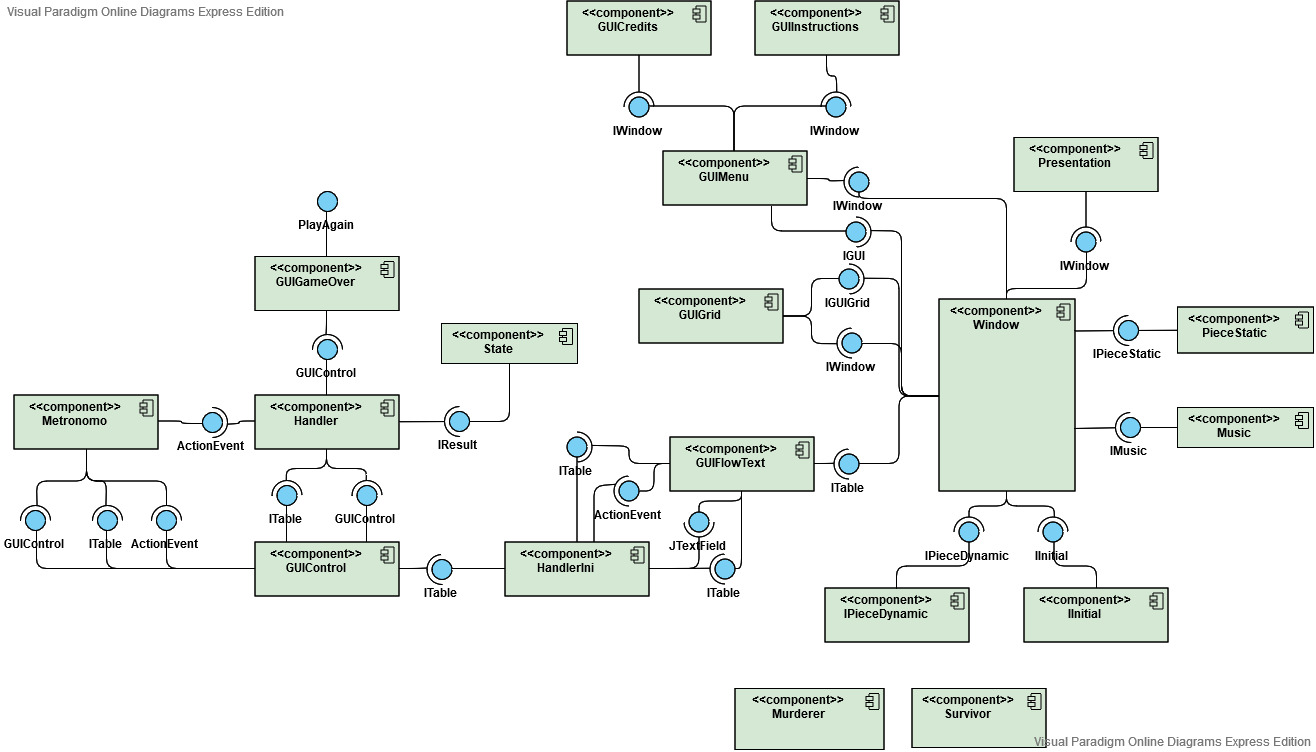 Visual Paradigm Online Diagrams Express Edition
<<component>>
GUICredits
<<component>>
GUIInstructions
IWindow
IWindow
<<component>>
GUIMenu
<<component>>
Presentation
IWindow
PlayAgain
IGUI
IWindow
<<component>>
GUIGameOver
<<component>>
GUIGrid
IGUIGrid
<<component>>
Window
<<component>>
PieceStatic
<<component>>
State
IPieceStatic
GUIControl
IWindow
<<component>>
Metronomo
<<component>>
Handler
<<component>>
Music
ActionEvent
IResult
IMusic
<<component>>
GUIFlowText
ITable
ITable
ITable
GUIControl
ActionEvent
GUIControl
ITable
ActionEvent
JTextField
<<component>>
GUIControl
<<component>>
HandlerIni
IPieceDynamic
IInitial
ITable
ITable
<<component>>
IPieceDynamic
<<component>>
IInitial
<<component>>
Murderer
<<component>>
Survivor
Visual Paradigm Online Diagrams Express Edition